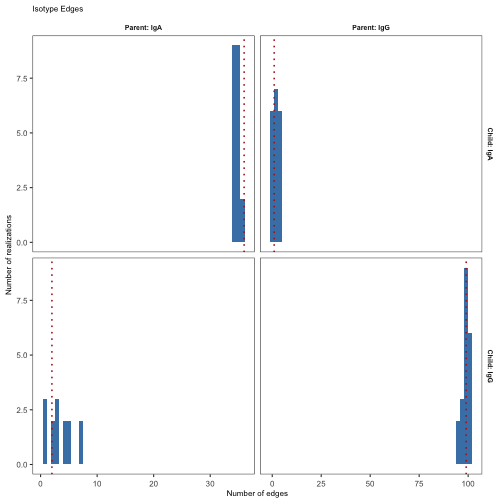 Isotype Edges
Parent: IgA
Parent: IgG
7.5
5.0
2.5
0.0
Child: IgA
Number of realizations
7.5
5.0
2.5
0.0
Child: IgG
0
10
20
30
0
25
50
75
100
Number of edges